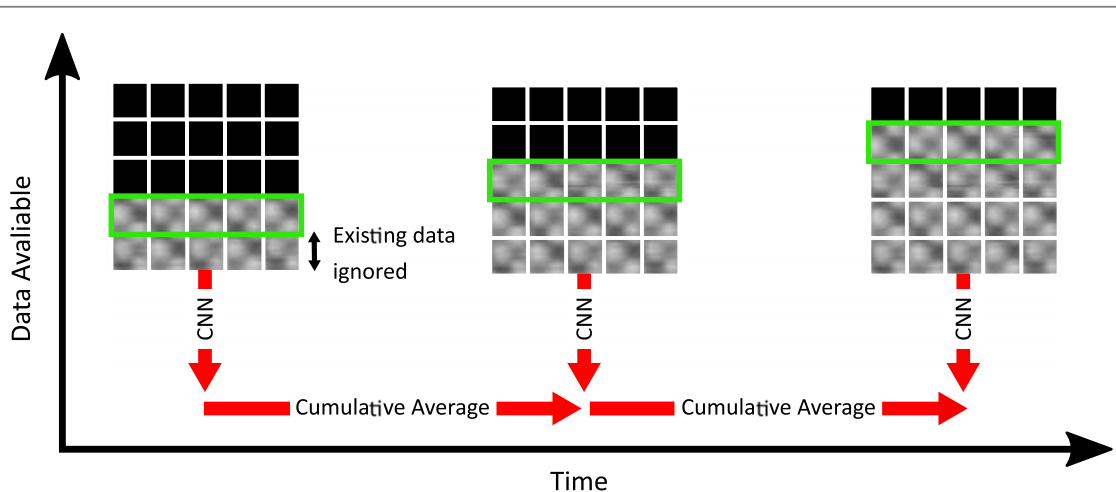 Data Avaliable
Existing data
ignored
CNN
CNN
CNN
Cumulative Average
Cumulative Average
Time